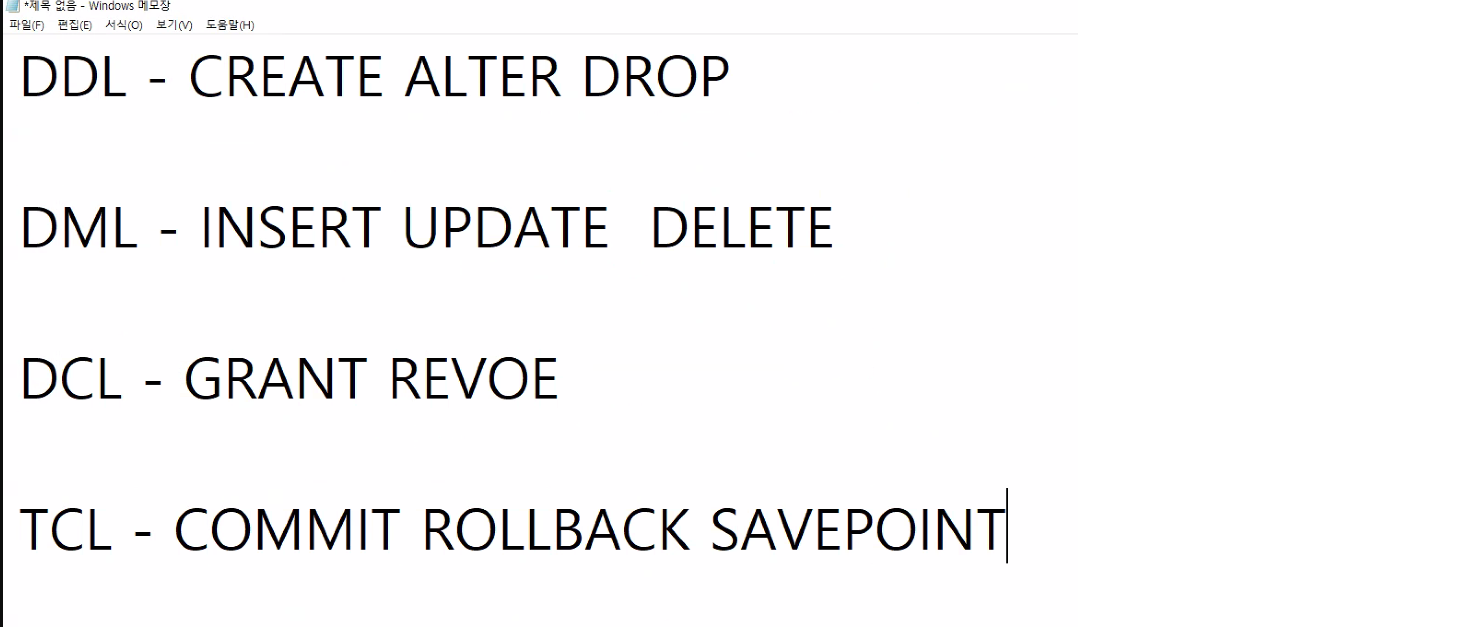 *제목 없음 - Windows 메모장
파일(F) 편집(E) 서식(O) 보기(V) 도움말(H)
DDL - CREATE ALTER DROP
DML - INSERT UPDATE  DELETE
DCL - GRANT REVOE
TCL - COMMIT ROLLBACK SAVEPOINT